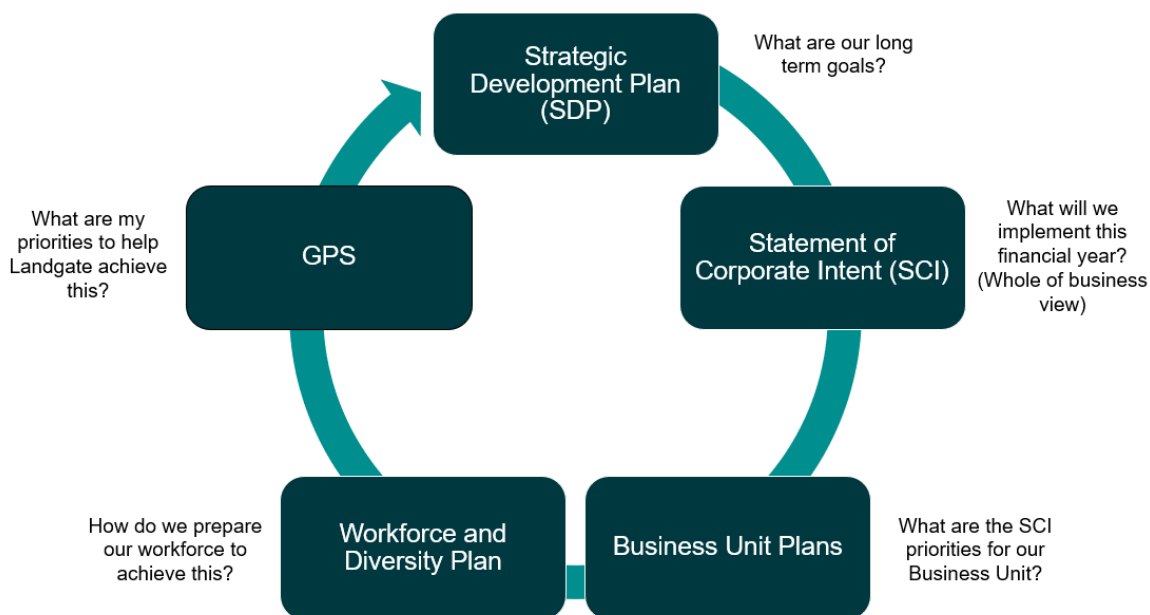 Strategic
Development Plan
(SDP)
What are our long
term goals?
Statement of
Corporate Intent (SCI)
What will we
implement this
financial year?
(Whole of business
view)
Business Unit Plans
What are the SCI
priorities for our
Business Unit?
Workforce and
Diversity Plan
How do we prepare
our workforce to
achieve this?
GPS
What are my
priorities to help
Landgate achieve
this?